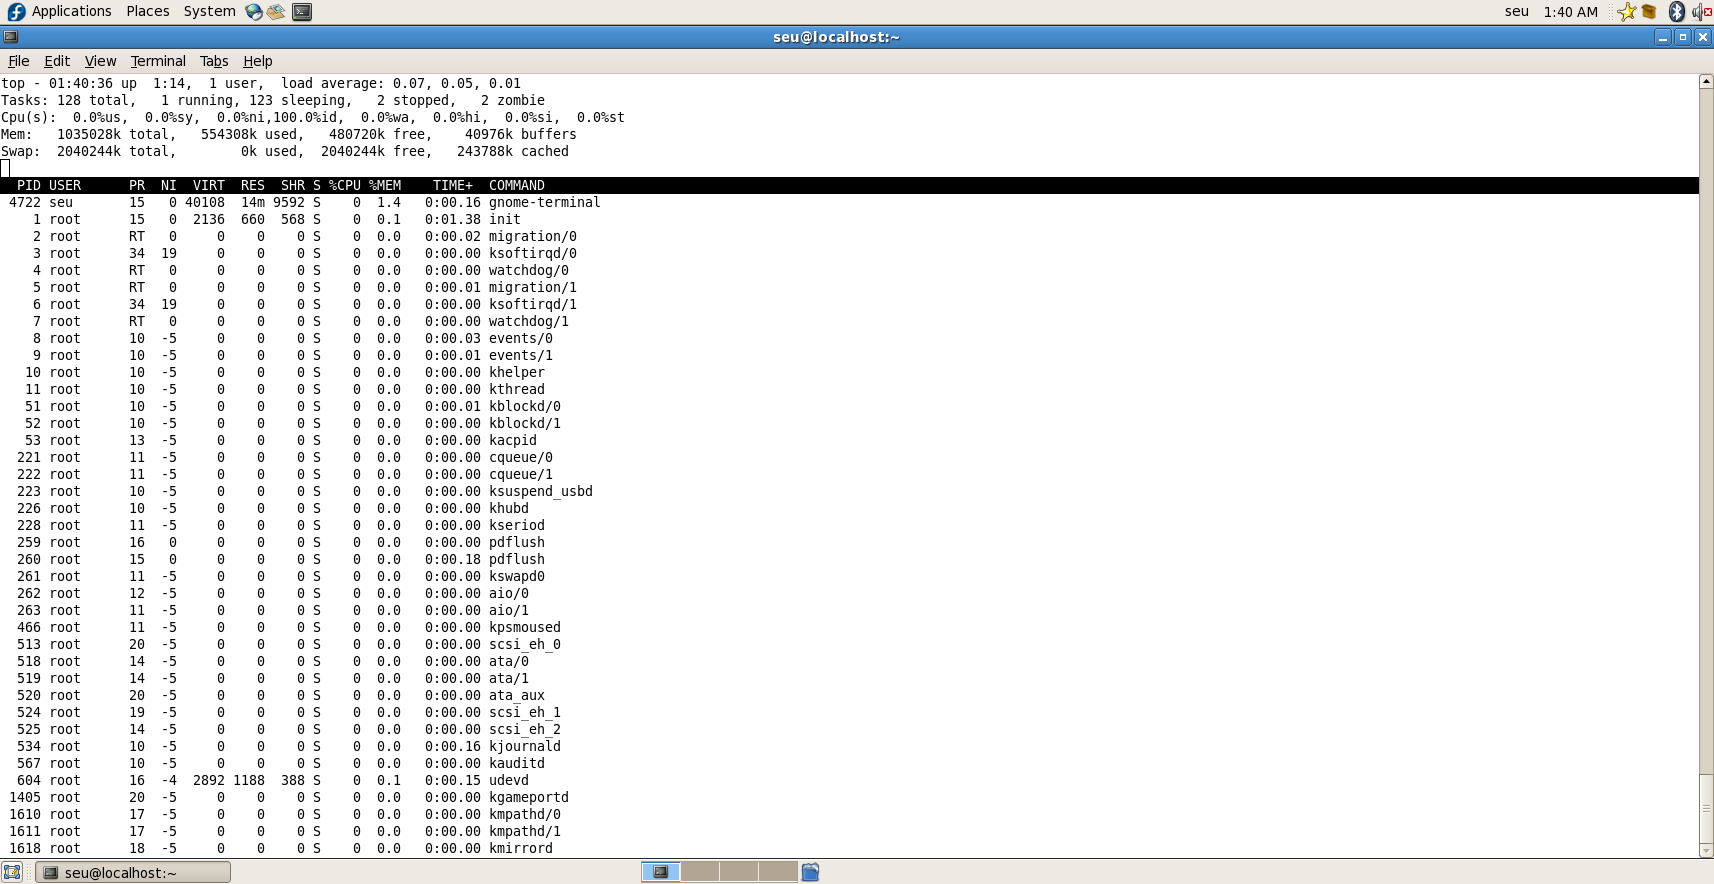 Applications Places System seu 1:40 AM
seu@localhost:~
File Edit View Terminal Tabs Help
top - 01:40:36 up  1:14,  1 user,  load average: 0.07, 0.05, 0.01
Tasks: 128 total,   1 running, 123 sleeping,   2 stopped,   2 zombie
Cpu(s):  0.0%us,  0.0%sy,  0.0%ni,100.0%id,  0.0%wa,  0.0%hi,  0.0%si,  0.0%st
Mem:   1035028k total,   554308k used,   480720k free,    40976k buffers
Swap:  2040244k total,        0k used,  2040244k free,   243788k cached
PID USER      PR  NI  VIRT  RES  SHR S %CPU %MEM    TIME+  COMMAND
4722 seu       15   0 40108  14m 9592 S    0  1.4   0:00.16 gnome-terminal
1 root      15   0  2136  660  568 S    0  0.1   0:01.38 init
2 root      RT   0     0    0    0 S    0  0.0   0:00.02 migration/0
3 root      34  19     0    0    0 S    0  0.0   0:00.00 ksoftirqd/0
4 root      RT   0     0    0    0 S    0  0.0   0:00.00 watchdog/0
5 root      RT   0     0    0    0 S    0  0.0   0:00.01 migration/1
6 root      34  19     0    0    0 S    0  0.0   0:00.00 ksoftirqd/1
7 root      RT   0     0    0    0 S    0  0.0   0:00.00 watchdog/1
8 root      10  -5     0    0    0 S    0  0.0   0:00.03 events/0
9 root      10  -5     0    0    0 S    0  0.0   0:00.01 events/1
10 root      10  -5     0    0    0 S    0  0.0   0:00.00 khelper
11 root      10  -5     0    0    0 S    0  0.0   0:00.00 kthread
51 root      10  -5     0    0    0 S    0  0.0   0:00.01 kblockd/0
52 root      10  -5     0    0    0 S    0  0.0   0:00.00 kblockd/1
53 root      13  -5     0    0    0 S    0  0.0   0:00.00 kacpid
221 root      11  -5     0    0    0 S    0  0.0   0:00.00 cqueue/0
222 root      11  -5     0    0    0 S    0  0.0   0:00.00 cqueue/1
223 root      10  -5     0    0    0 S    0  0.0   0:00.00 ksuspend_usbd
226 root      10  -5     0    0    0 S    0  0.0   0:00.00 khubd
228 root      11  -5     0    0    0 S    0  0.0   0:00.00 kseriod
259 root      16   0     0    0    0 S    0  0.0   0:00.00 pdflush
260 root      15   0     0    0    0 S    0  0.0   0:00.18 pdflush
261 root      11  -5     0    0    0 S    0  0.0   0:00.00 kswapd0
262 root      12  -5     0    0    0 S    0  0.0   0:00.00 aio/0
263 root      11  -5     0    0    0 S    0  0.0   0:00.00 aio/1
466 root      11  -5     0    0    0 S    0  0.0   0:00.00 kpsmoused
513 root      20  -5     0    0    0 S    0  0.0   0:00.00 scsi_eh_0
518 root      14  -5     0    0    0 S    0  0.0   0:00.00 ata/0
519 root      14  -5     0    0    0 S    0  0.0   0:00.00 ata/1
520 root      20  -5     0    0    0 S    0  0.0   0:00.00 ata_aux
524 root      19  -5     0    0    0 S    0  0.0   0:00.00 scsi_eh_1
525 root      14  -5     0    0    0 S    0  0.0   0:00.00 scsi_eh_2
534 root      10  -5     0    0    0 S    0  0.0   0:00.16 kjournald
567 root      10  -5     0    0    0 S    0  0.0   0:00.00 kauditd
604 root      16  -4  2892 1188  388 S    0  0.1   0:00.15 udevd
1405 root      20  -5     0    0    0 S    0  0.0   0:00.00 kgameportd
1610 root      17  -5     0    0    0 S    0  0.0   0:00.00 kmpathd/0
1611 root      17  -5     0    0    0 S    0  0.0   0:00.00 kmpathd/1
1618 root      18  -5     0    0    0 S    0  0.0   0:00.00 kmirrord
seu@localhost:~